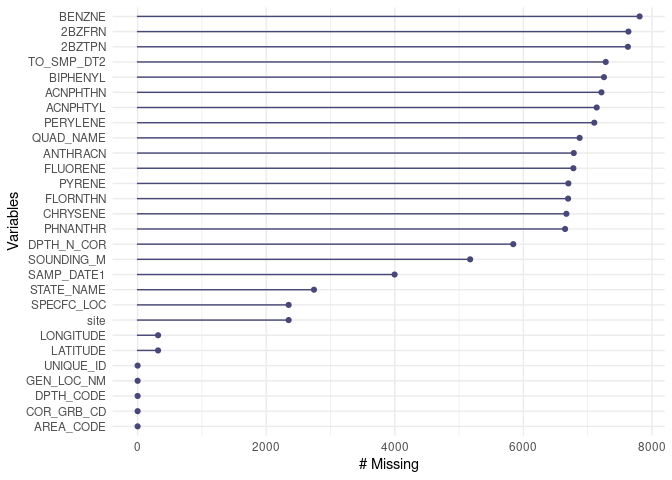 BENZNE
2BZFRN
2BZTPN
TO_SMP_DT2
BIPHENYL
ACNPHTHN
ACNPHTYL
PERYLENE
QUAD_NAME
ANTHRACN
FLUORENE
PYRENE
FLORNTHN
CHRYSENE
PHNANTHR
DPTH_N_COR
SOUNDING_M
SAMP_DATE1
STATE_NAME
SPECFC_LOC
site
LONGITUDE
LATITUDE
UNIQUE_ID
GEN_LOC_NM
DPTH_CODE
COR_GRB_CD
AREA_CODE
Variables
0 2000 4000 6000 8000
# Missing